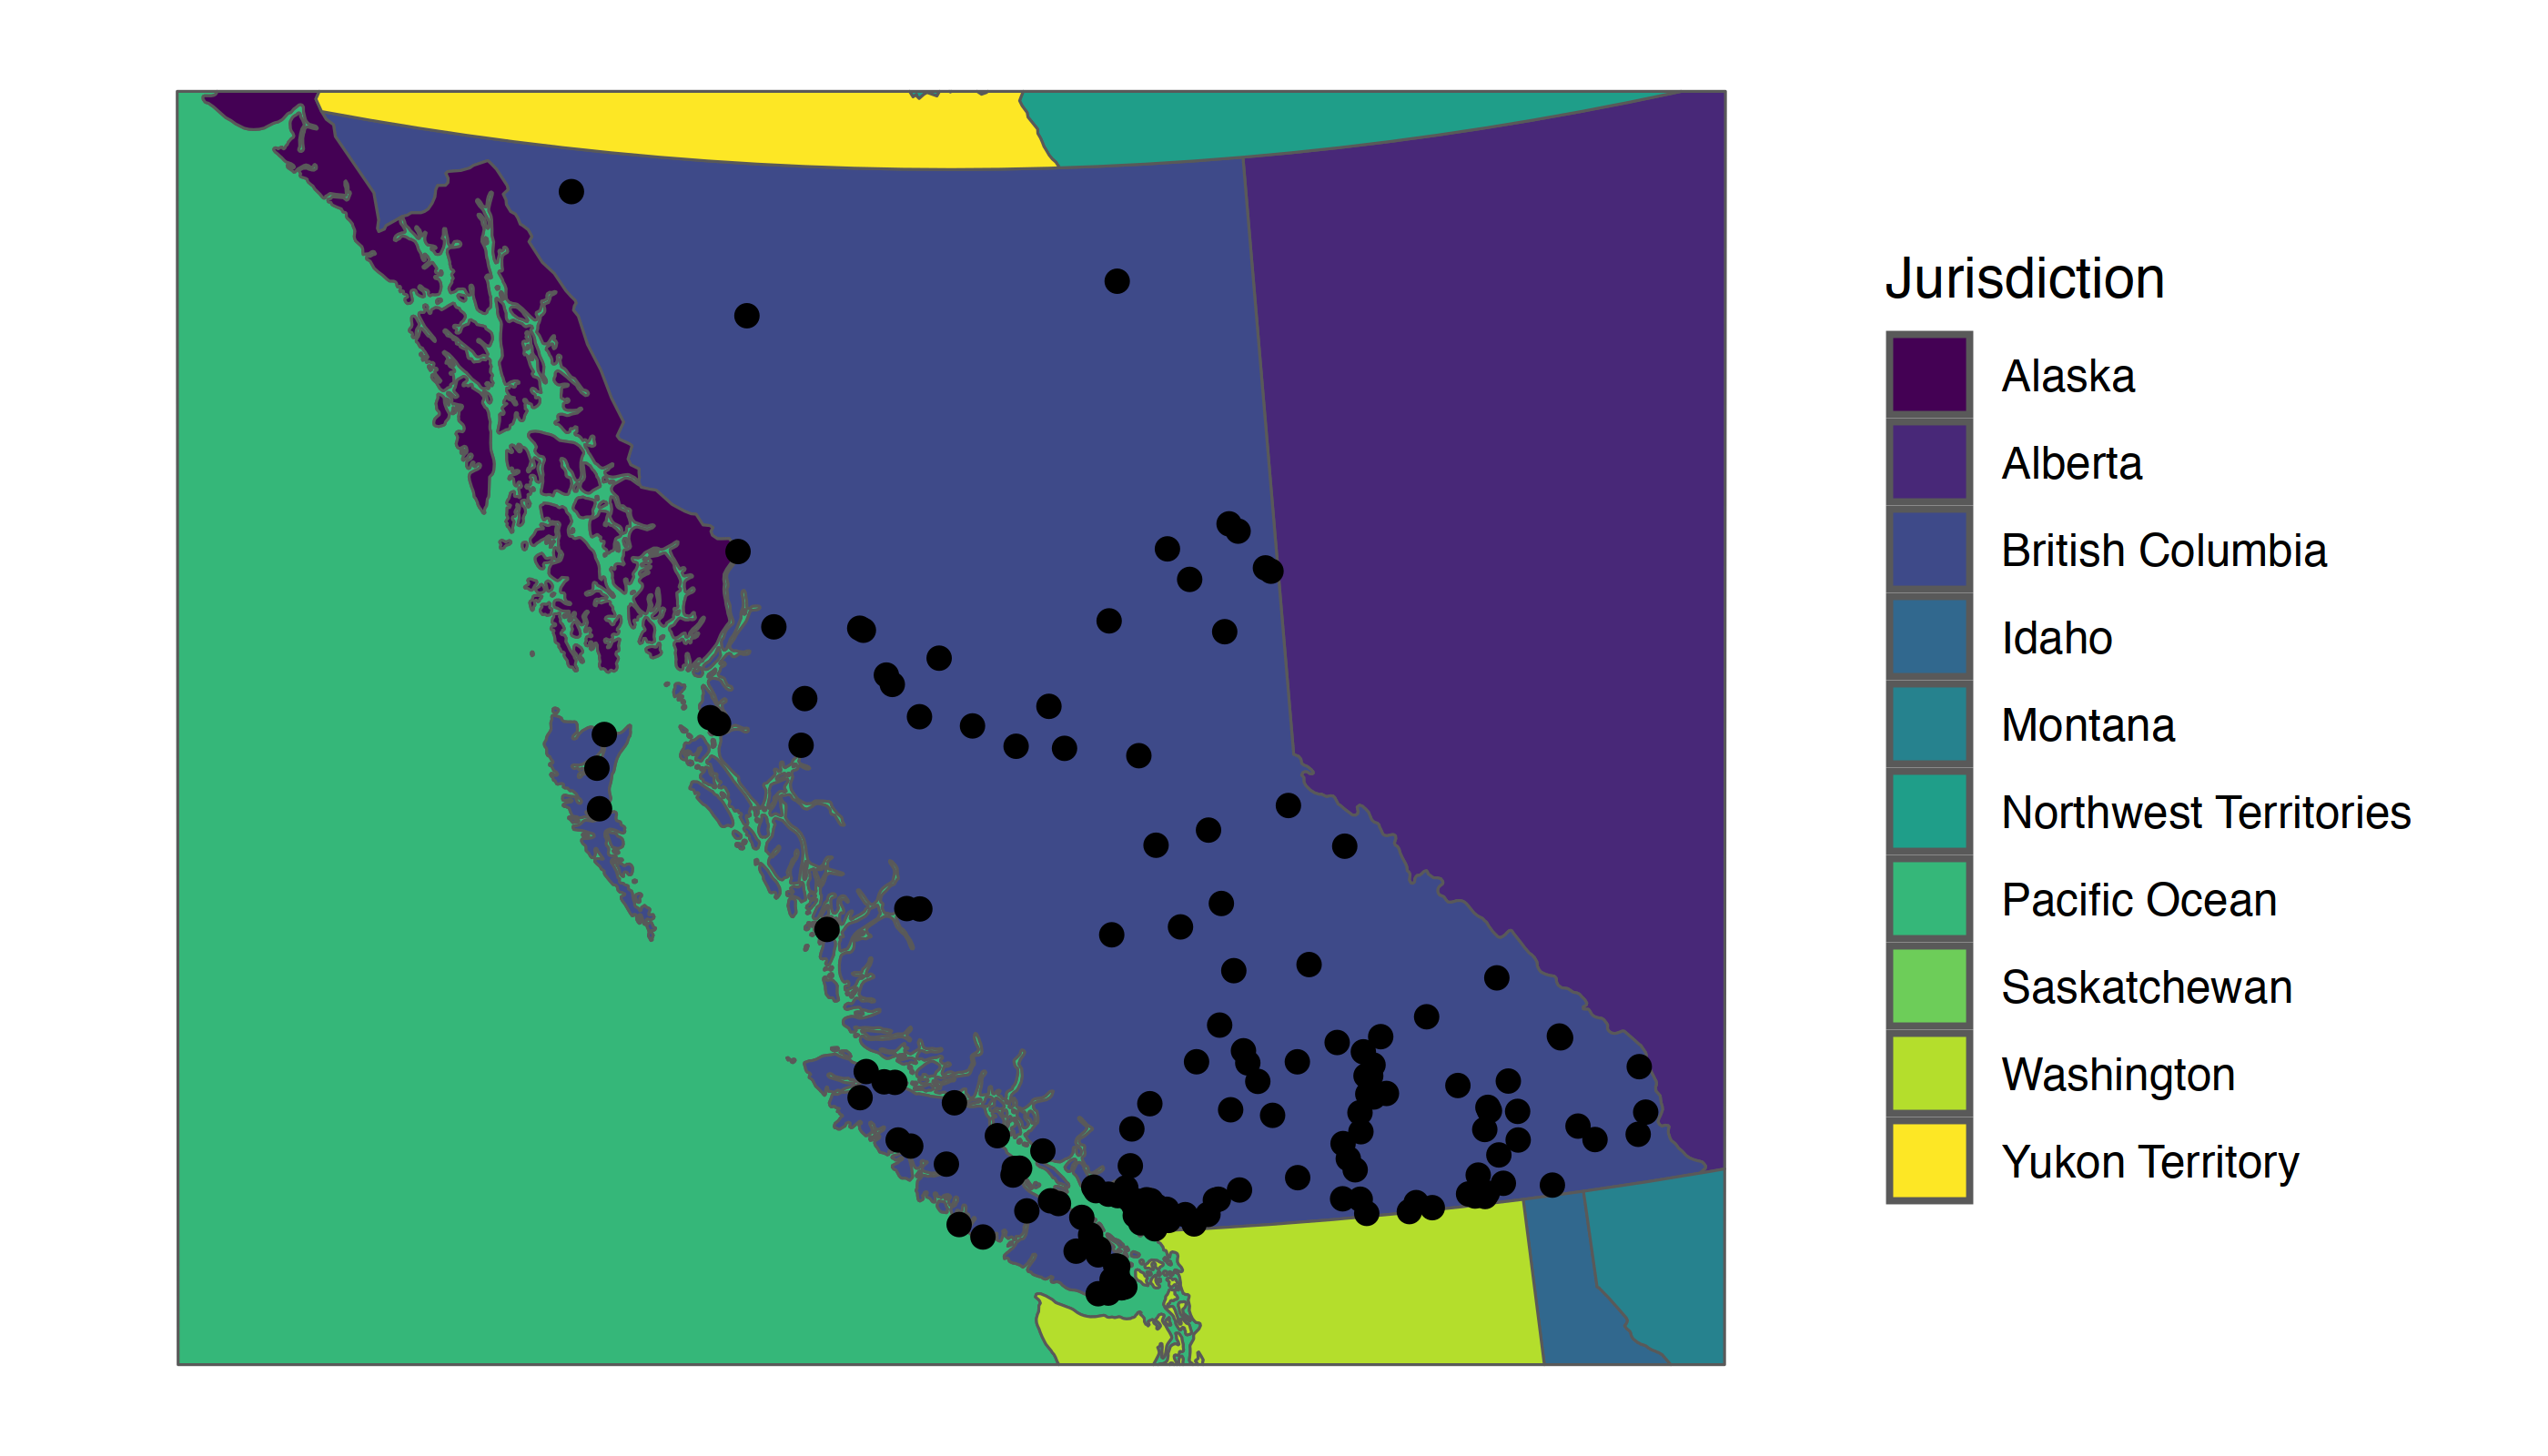 Jurisdiction
Alaska
Alberta
British Columbia
Idaho
Montana
Northwest Territories
Pacific Ocean
Saskatchewan
Washington
Yukon Territory